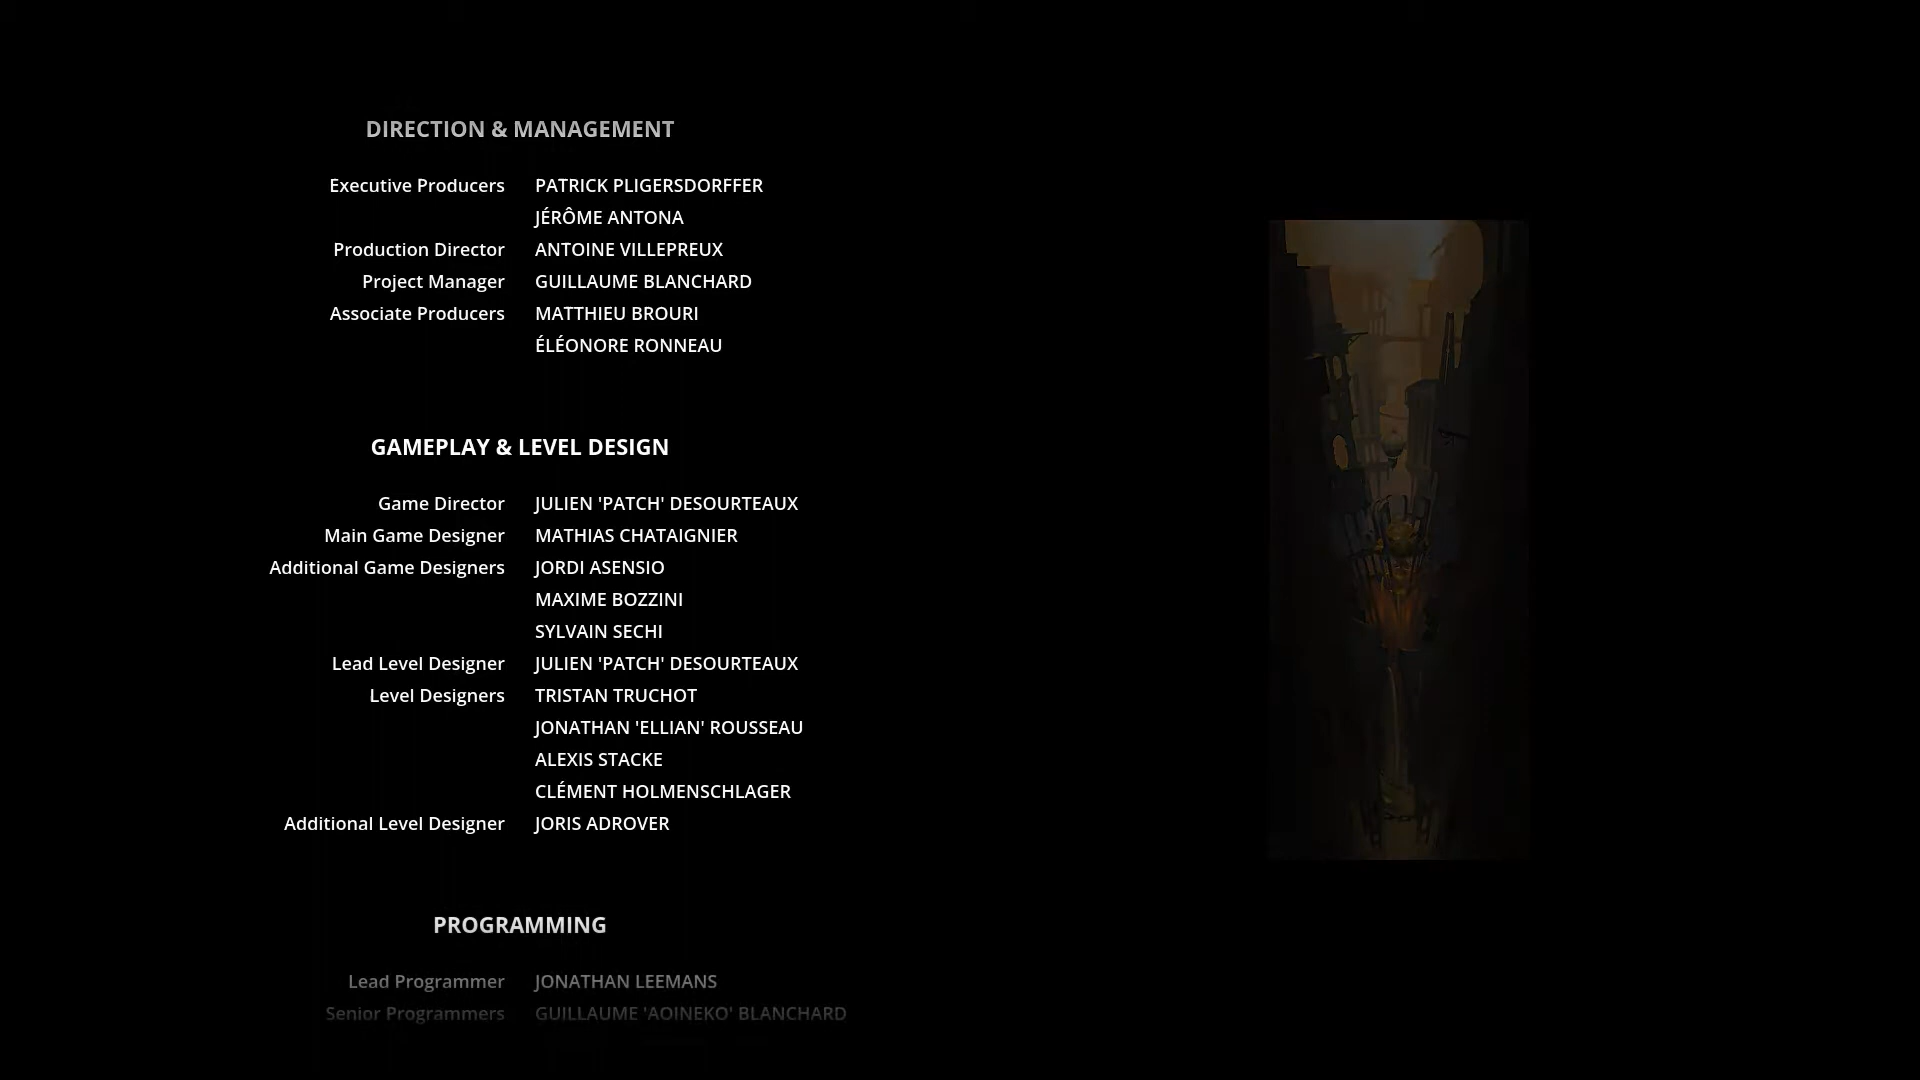 DIRECTION & MANAGEMENT
Executive Producers PATRICK PLIGERSDORFFER
JÉRÔME ANTONA
Production Director ANTOINE VILLEPREUX
Project Manager GUILLAUME BLANCHARD
Associate Producers MATTHIEU BROURI
ÉLÉONORE RONNEAU
GAMEPLAY & LEVEL DESIGN
Game Director JULIEN 'PATCH' DESOURTEAUX
Main Game Designer MATHIAS CHATAIGNIER
Additional Game Designers JORDI ASENSIO
MAXIME BOZZINI
SYLVAIN SECHI
Lead Level Designer JULIEN 'PATCH' DESOURTEAUX
Level Designers TRISTAN TRUCHOT
JONATHAN 'ELLIAN' ROUSSEAU
ALEXIS STACKE
CLÉMENT HOLMENSCHLAGER
Additional Level Designer JORIS ADROVER
PROGRAMMING
Lead Programmer JONATHAN LEEMANS
Senior Programmers GUILLAUME 'AOINEKO' BLANCHARD